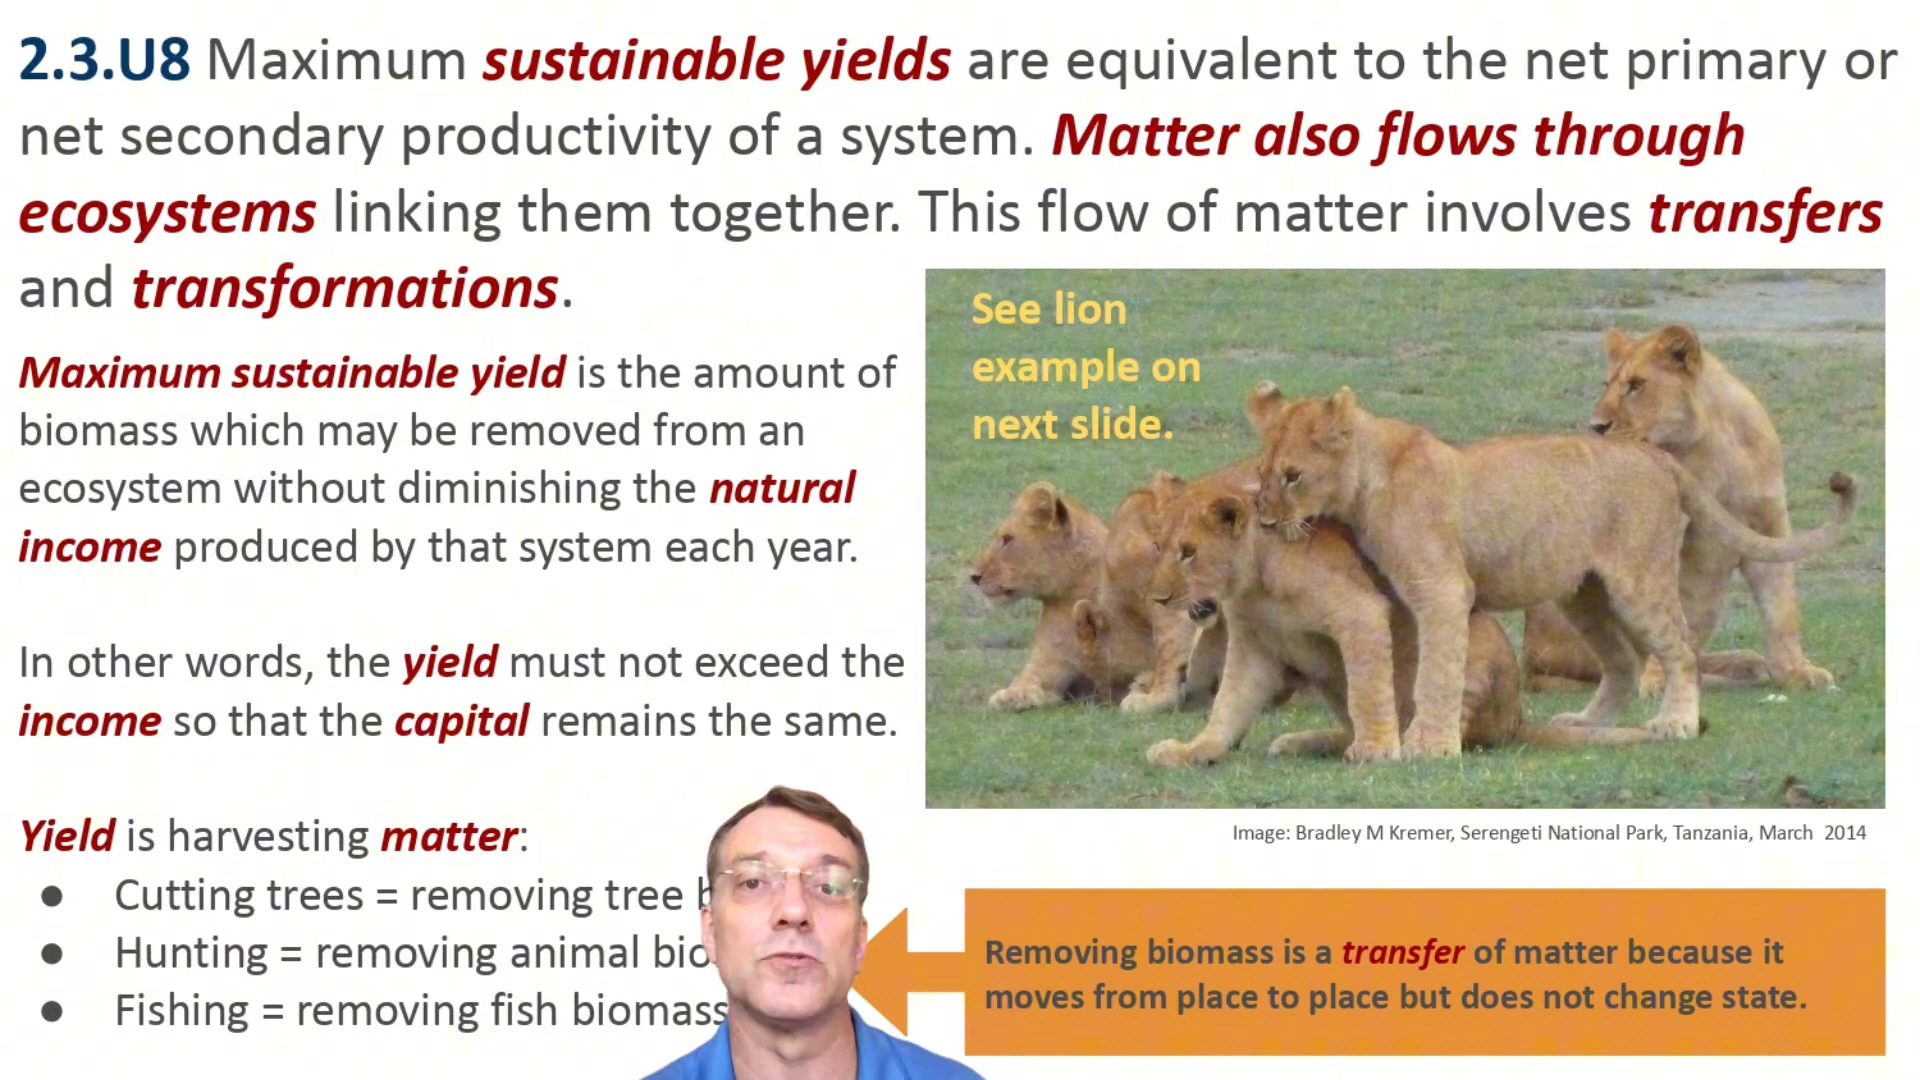 2.3.U8 Maximum sustainable yields are equivalent to the net primary or
net secondary productivity of a system. Matter also flows through
ecosystems linking them together. This flow of matter involves transfers
and transformations.
Maximum sustainable yield is the amount of
biomass which may be removed from an
ecosystem without diminishing the natural
income produced by that system each year.
In other words, the yield must not exceed the
income so that the capital remains the same.
Yield is harvesting matter:
● Cutting trees = removing tree
● Hunting = removing animal
● Fishing = removing fish biomass
See lion
example on
next slide.
Image: Bradley M Kremer, Serengeti National Park, Tanzania, March 2014
Removing biomass is a transfer of matter because it
moves from place to place but does not change state.